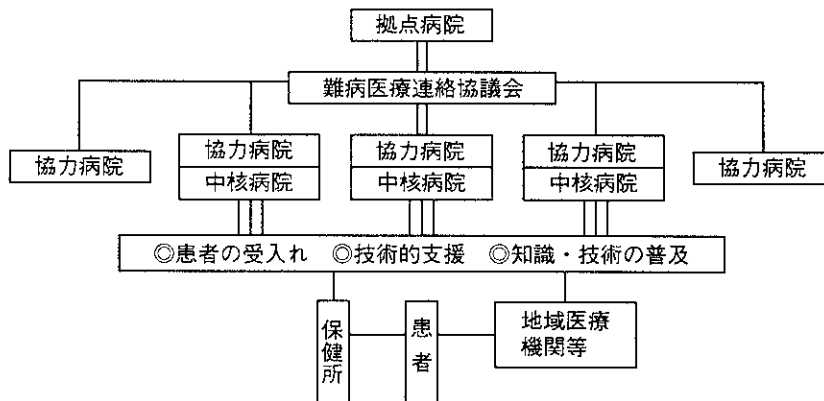 拠点病院
難病医療連絡協議会
協力病院
協力病院
中核病院
協力病院
中核病院
協力病院
中核病院
協力病院
◎患者の受入れ ◎技術的支援 ◎知識・技術の普及
保健所
患者
地域医療
機関等